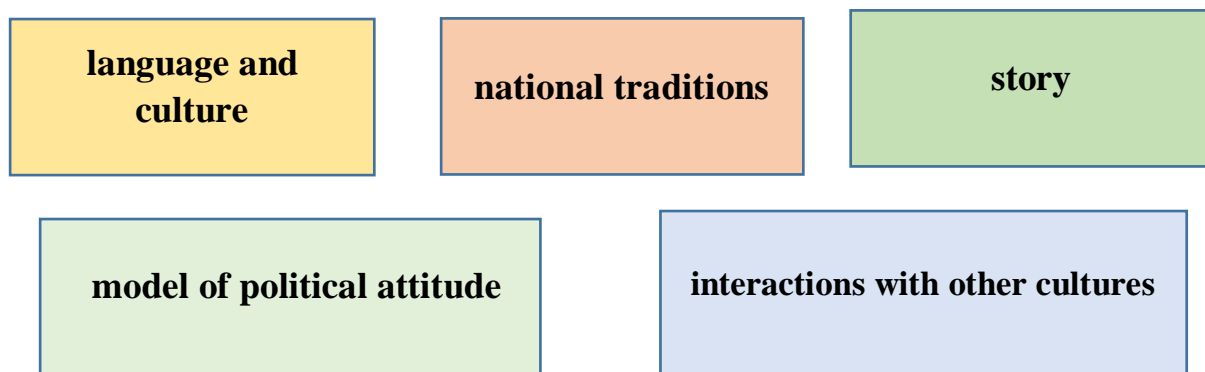 language and
culture
national traditions
story
model of political attitude
interactions with other cultures